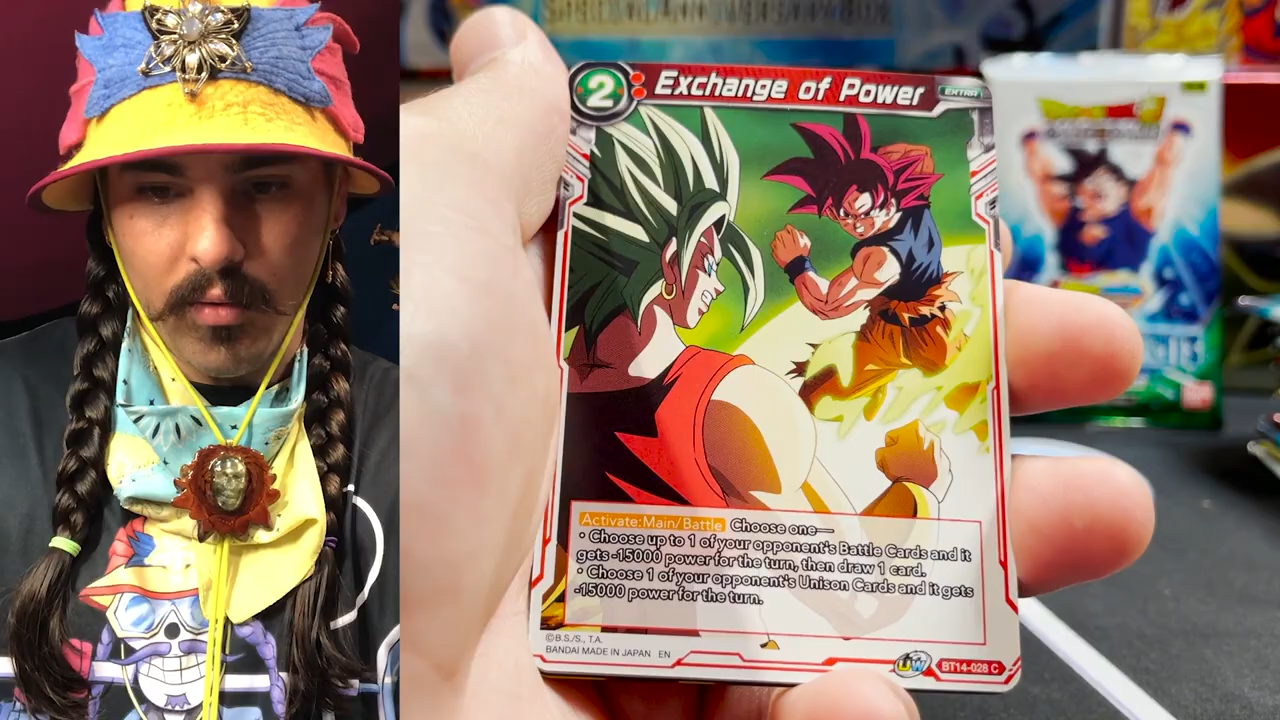 2
Exchange of Power
EXTRA
Activate:Main/Battle Choose one—
• Choose up to 1 of your opponent's Battle Cards and it
gets -15000 power for the turn, then draw 1 card.
• Choose 1 of your opponent's Unison Cards and it gets
-15000 power for the turn.
©B.S./S., T.A.
BANDAI MADE IN JAPAN EN
UW
BT14-028 C